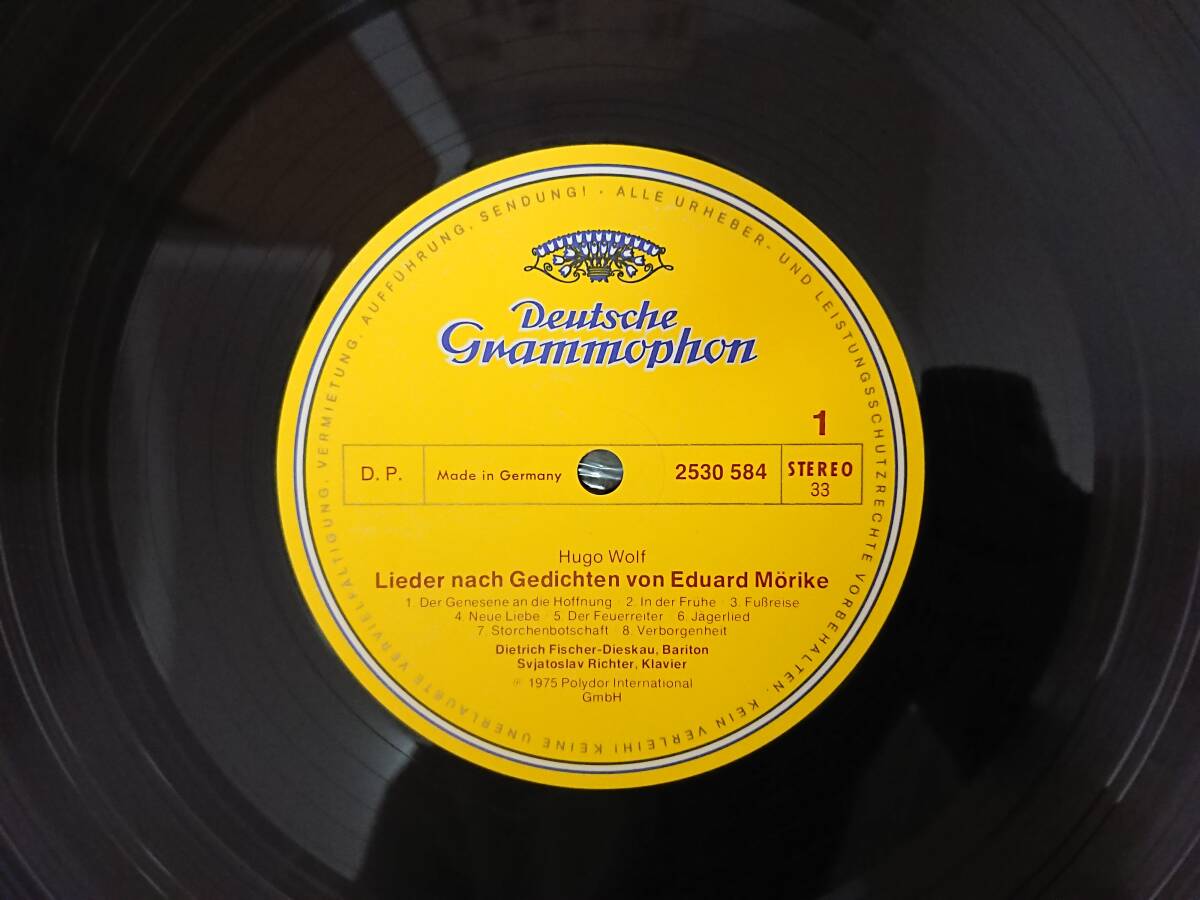 Deutsche
Grammophon
1
D. P.
Made in Germany
2530 584
STEREO
33
Hugo Wolf
Lieder nach Gedichten von Eduard Mörike
1. Der Genesene an die Hoffnung · 2. In der Frühe · 3. Fußreise
4. Neue Liebe · 5. Der Feuerreiter · 6. Jägerlied
7. Storchenbotschaft · 8. Verborgenheit
Dietrich Fischer-Dieskau, Bariton
Svjatoslav Richter, Klavier
℗ 1975 Polydor International
GmbH
ALLE URHEBER- UND LEISTUNGSSCHUTZRECHTE VORBEHALTEN. KEIN VERLEIH! KEINE UNERLAUBTE VERVIELFÄLTIGUNG, VERMIETUNG, AUFFÜHRUNG, SENDUNG! ·